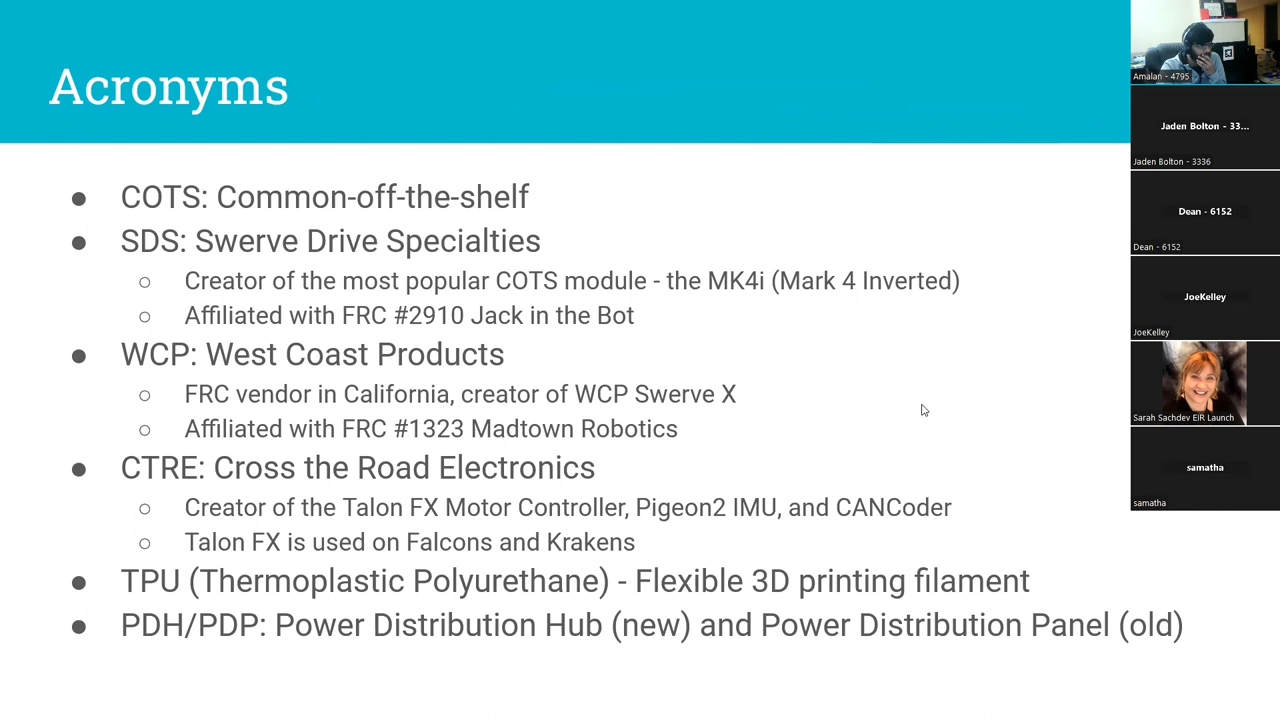 Acronyms
● COTS: Common-off-the-shelf
● SDS: Swerve Drive Specialties
○ Creator of the most popular COTS module - the MK4i (Mark 4 Inverted)
○ Affiliated with FRC #2910 Jack in the Bot
● WCP: West Coast Products
○ FRC vendor in California, creator of WCP Swerve X
○ Affiliated with FRC #1323 Madtown Robotics
● CTRE: Cross the Road Electronics
○ Creator of the Talon FX Motor Controller, Pigeon2 IMU, and CANCoder
○ Talon FX is used on Falcons and Krakens
● TPU (Thermoplastic Polyurethane) - Flexible 3D printing filament
● PDH/PDP: Power Distribution Hub (new) and Power Distribution Panel (old)
Amalan - 4795
Jaden Bolton - 33...
Jaden Bolton - 3336
Dean - 6152
Dean - 6152
JoeKelley
JoeKelley
Sarah Sachdev EIR Launch
samatha
samatha